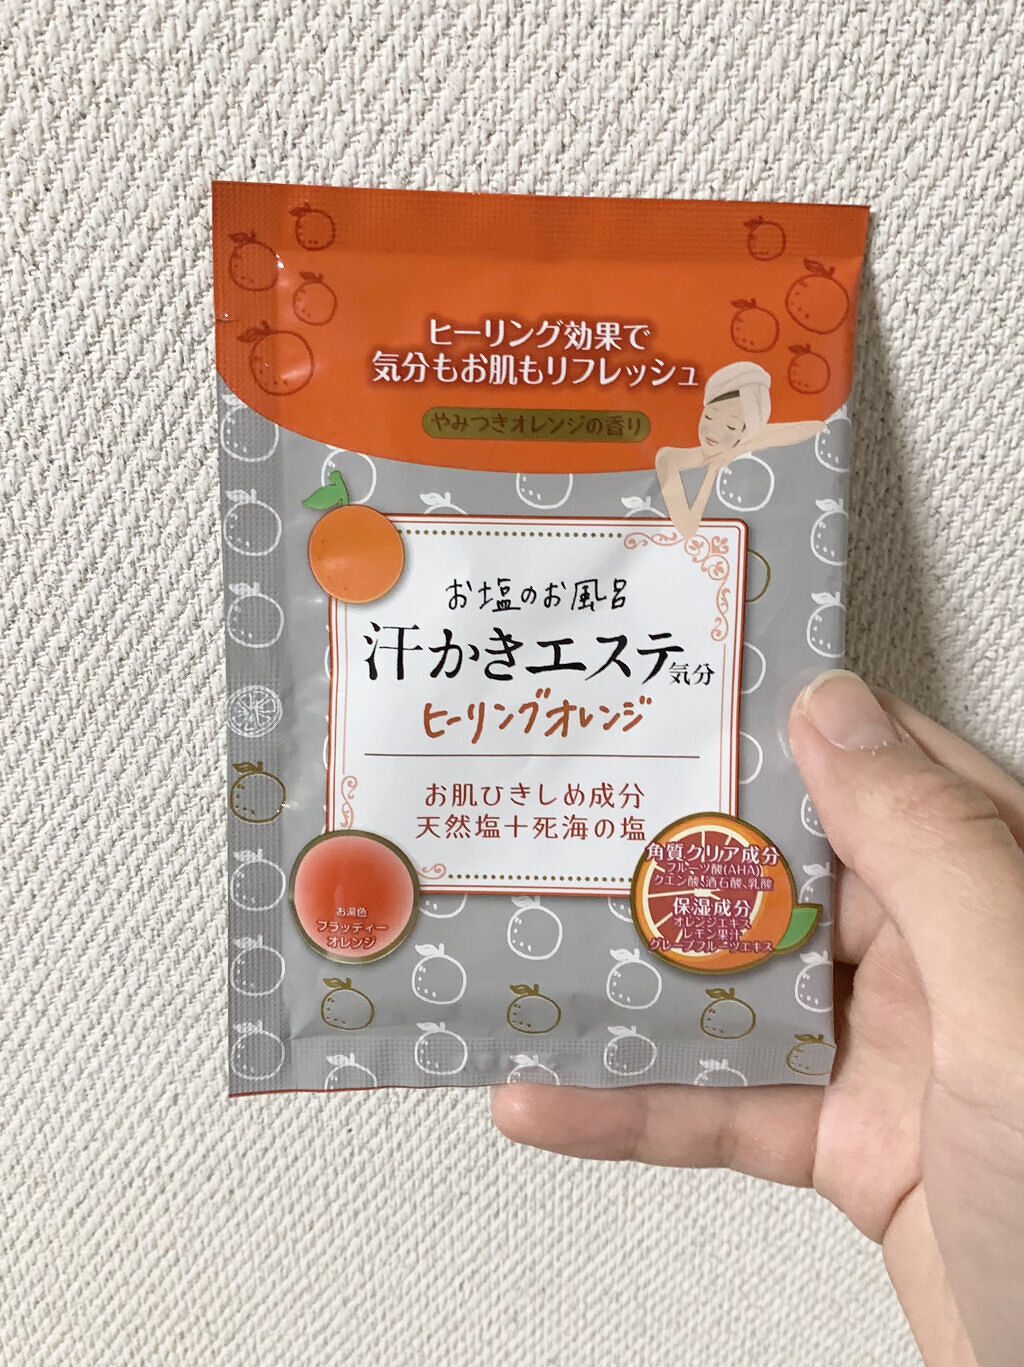 ヒーリング効果で
気分もお肌もリフレッシュ
やみつきオレンジの香り
お塩のお風呂
汗かきエステ気分
ヒーリングオレンジ
お肌ひきしめ成分
天然塩+死海の塩
お湯色
ブラッディー
オレンジ
角質クリア成分
フルーツ酸(AHA)
クエン酸、酒石酸、乳酸
保湿成分
オレンジエキス
レモン果汁
グレープフルーツエキス